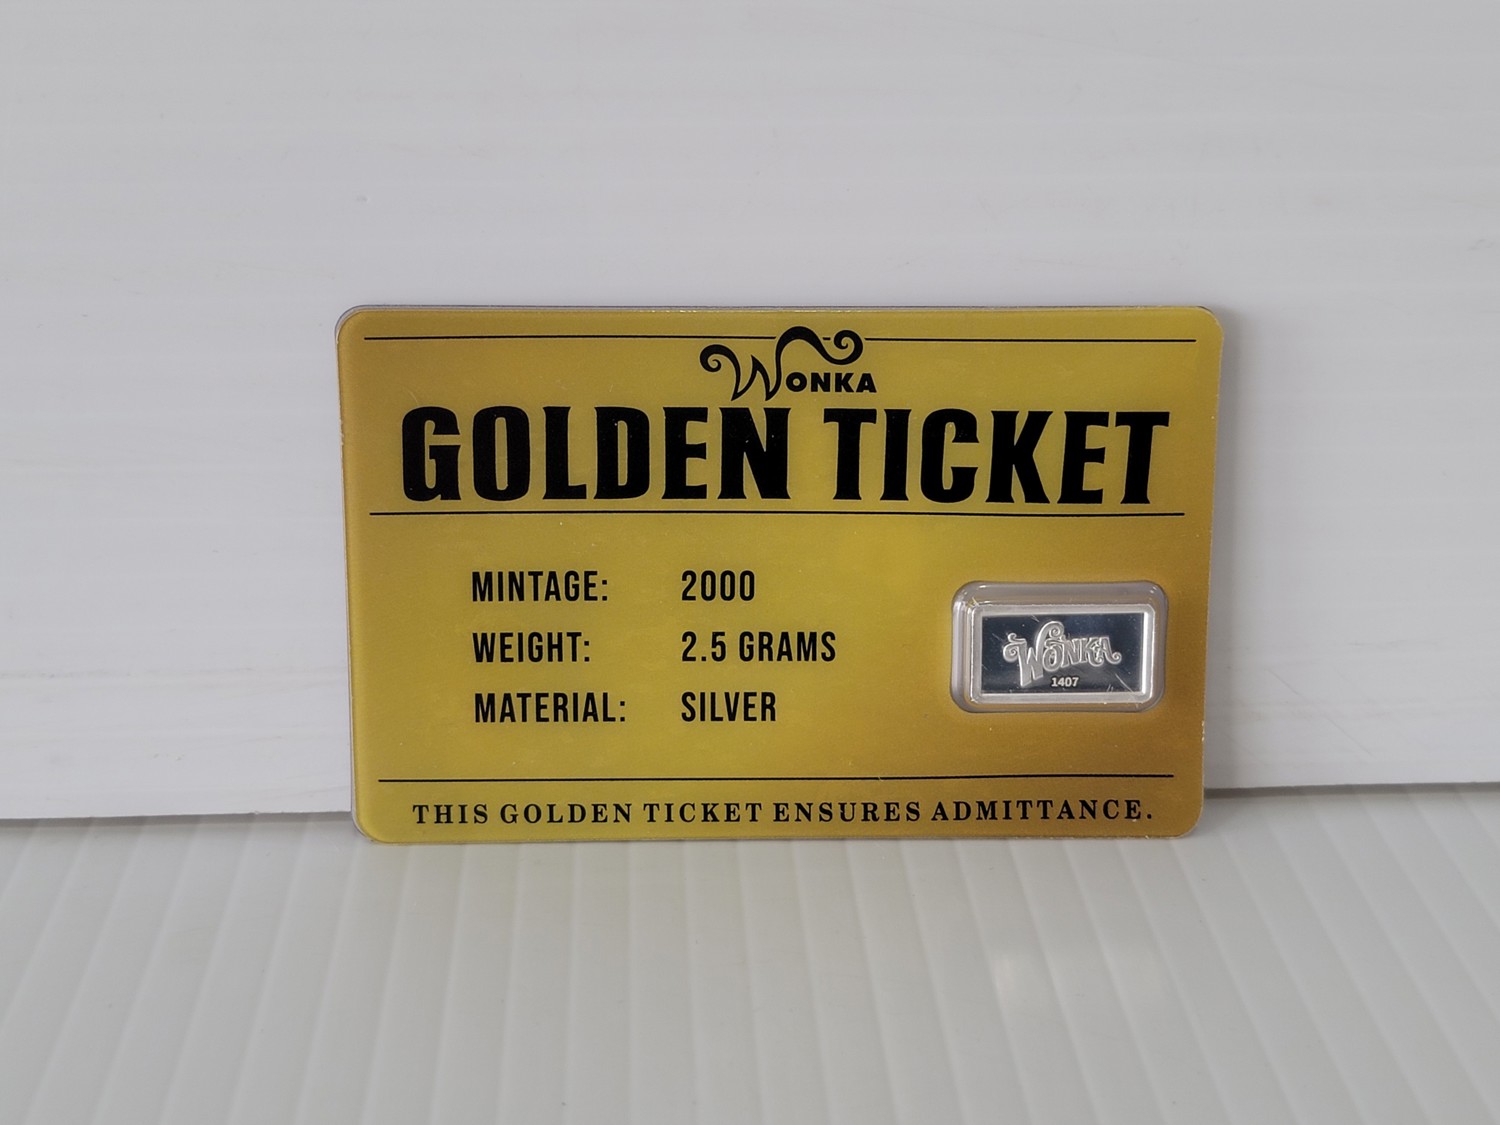 WONKA
GOLDEN TICKET
MINTAGE: 2000
WEIGHT: 2.5 GRAMS
MATERIAL: SILVER
WONKA
1407
THIS GOLDEN TICKET ENSURES ADMITTANCE.